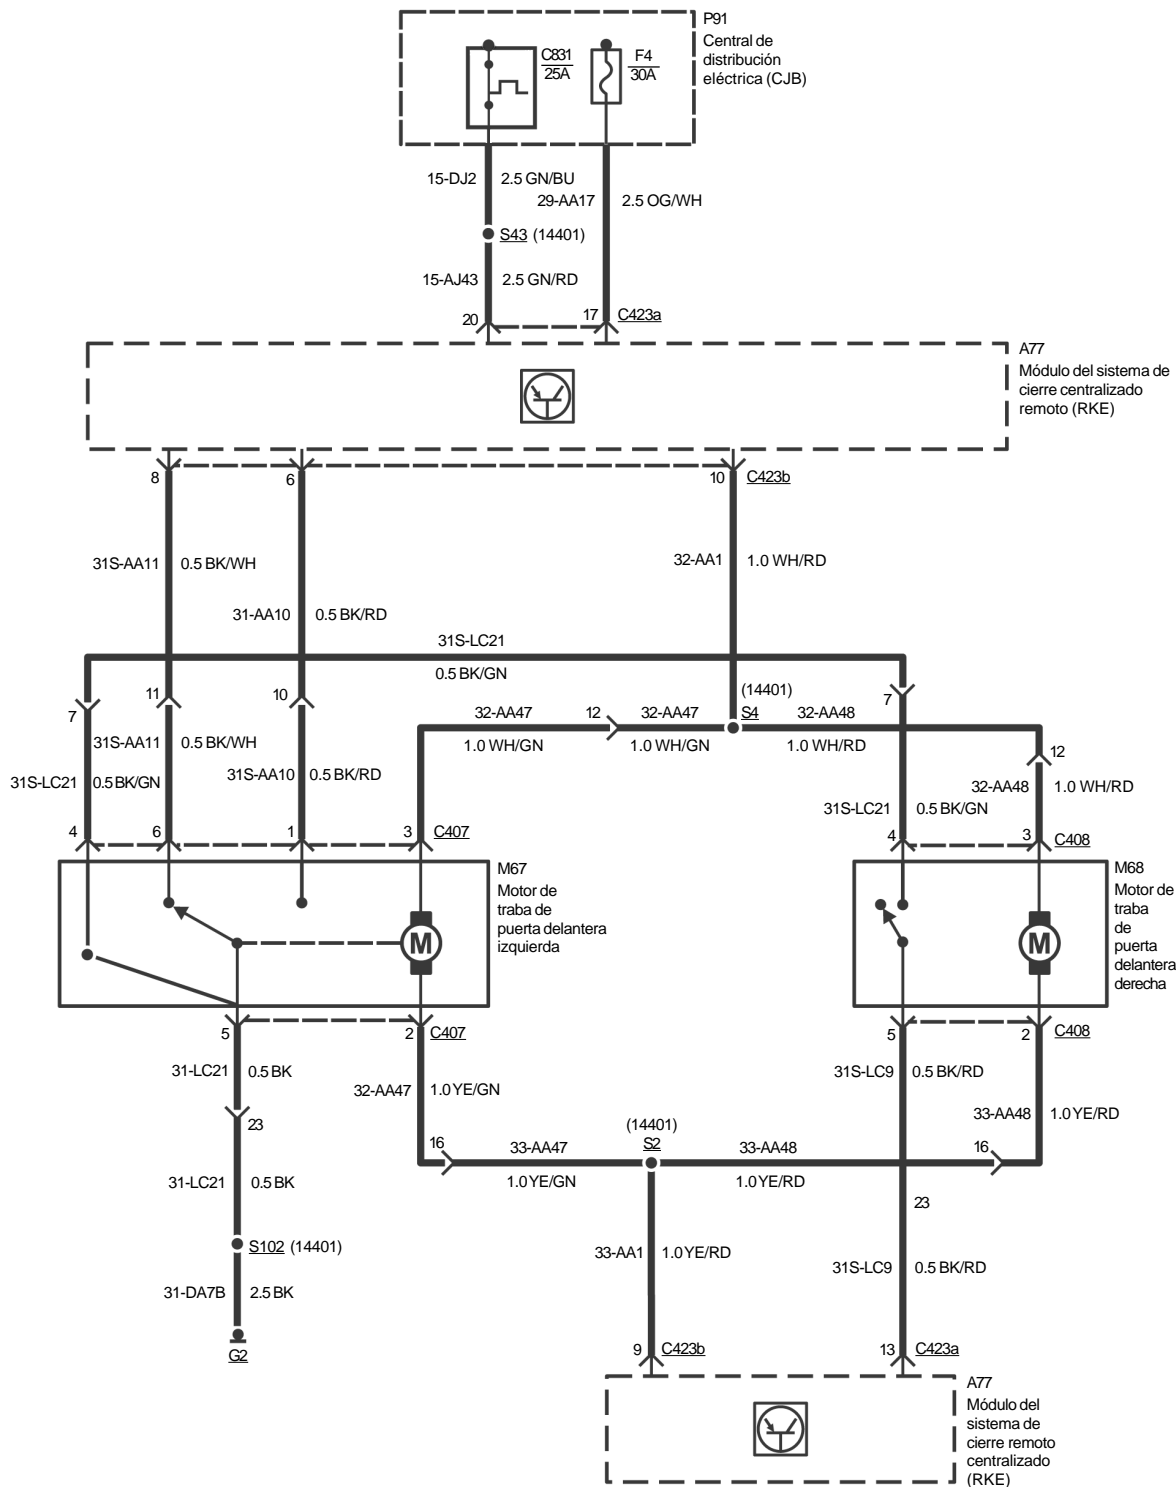 P91
Central de
distribución
eléctrica (CJB)
C831
25A
F4
30A
15-DJ2 2.5 GN/BU
29-AA17 2.5 OG/WH
S43 (14401)
15-AJ43 2.5 GN/RD
20 17 C423a
A77
Módulo del sistema de
cierre centralizado
remoto (RKE)
8 6 10 C423b
31S-AA11 0.5 BK/WH
32-AA1 1.0 WH/RD
31-AA10 0.5 BK/RD
31S-LC21
0.5 BK/GN
7 11 10 (14401) 7
S4
32-AA47 12 32-AA47 32-AA48
1.0 WH/GN 1.0 WH/GN 1.0 WH/RD
12
31S-AA11 0.5 BK/WH
31S-LC21 0.5 BK/GN
31S-AA10 0.5 BK/RD
32-AA48 1.0 WH/RD
31S-LC21 0.5 BK/GN
4 6 1 3 C407
4 3 C408
M67
Motor de
traba de
puerta delantera
izquierda
M
M68
Motor de
traba
de
puerta
delantera
derecha
M
5 2 C407
5 2 C408
31-LC21 0.5 BK
32-AA47 1.0 YE/GN
31S-LC9 0.5 BK/RD
33-AA48 1.0 YE/RD
23
(14401)
S2
16 33-AA47 33-AA48 16
1.0 YE/GN 1.0 YE/RD
31-LC21 0.5 BK
23
S102 (14401)
33-AA1 1.0 YE/RD
31S-LC9 0.5 BK/RD
31-DA7B 2.5 BK
G2
9 C423b 13 C423a
A77
Módulo del
sistema de
cierre remoto
centralizado
(RKE)